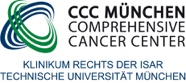 CCC MÜNCHEN
COMPREHENSIVE
CANCER CENTER
KLINIKUM RECHTS DER ISAR
TECHNISCHE UNIVERSITÄT MÜNCHEN